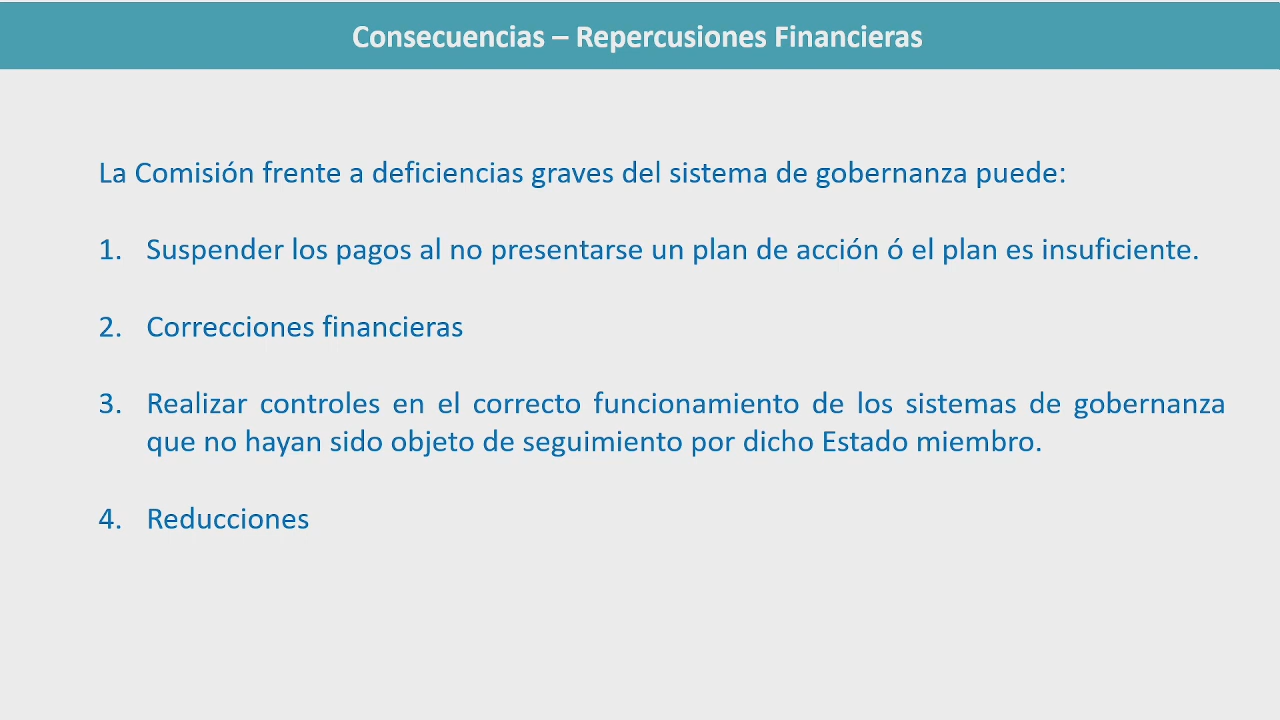 Consecuencias – Repercusiones Financieras
La Comisión frente a deficiencias graves del sistema de gobernanza puede:
1. Suspender los pagos al no presentarse un plan de acción ó el plan es insuficiente.
2. Correcciones financieras
3. Realizar controles en el correcto funcionamiento de los sistemas de gobernanza
que no hayan sido objeto de seguimiento por dicho Estado miembro.
4. Reducciones